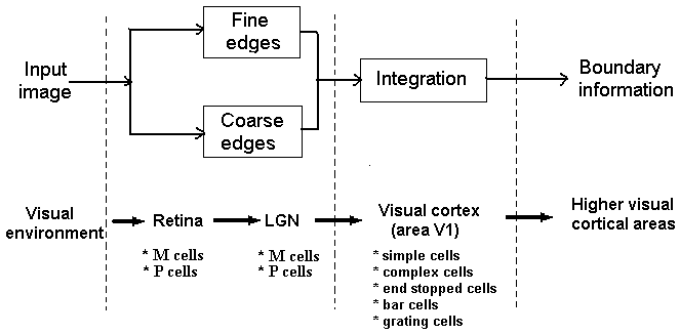 Input
image
Fine
edges
Coarse
edges
Integration
Boundary
information
Visual
environment
Retina
* M cells
* P cells
LGN
* M cells
* P cells
Visual cortex
(area V1)
* simple cells
* complex cells
* end stopped cells
* bar cells
* grating cells
Higher visual
cortical areas